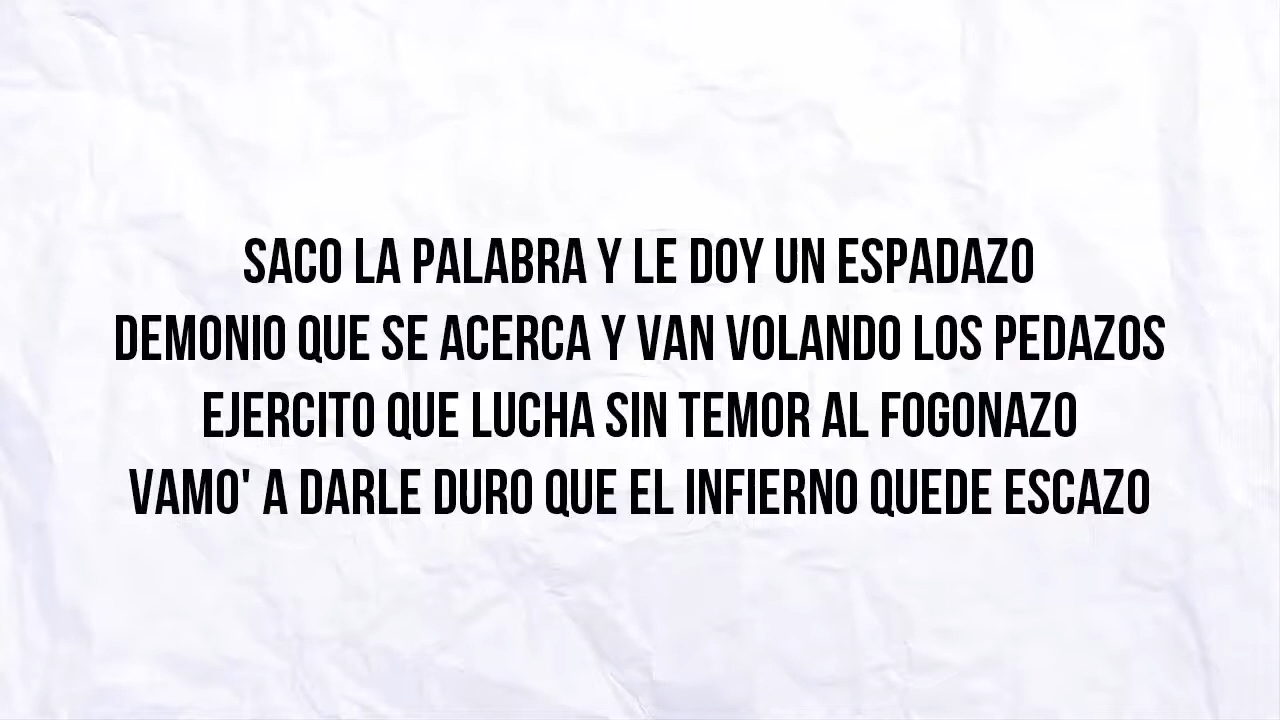 SACO LA PALABRA Y LE DOY UN ESPADAZO
DEMONIO QUE SE ACERCA Y VAN VOLANDO LOS PEDAZOS
EJERCITO QUE LUCHA SIN TEMOR AL FOGONAZO
VAMO' A DARLE DURO QUE EL INFIERNO QUEDE ESCAZO